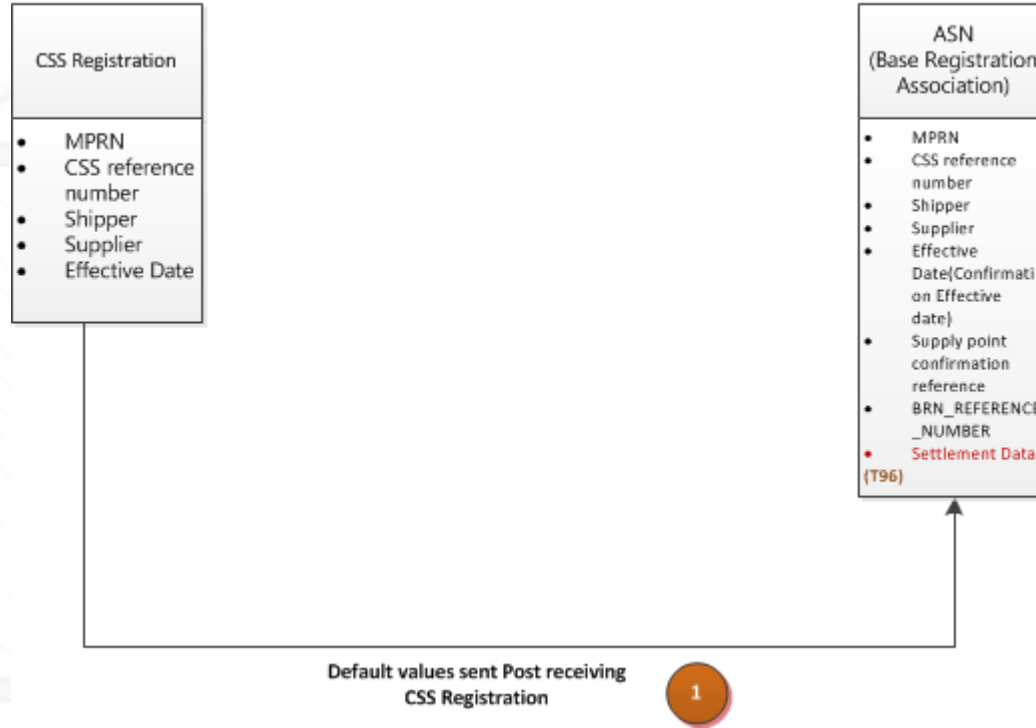 CSS Registration
• MPRN
• CSS reference
number
• Shipper
• Supplier
• Effective Date
ASN
(Base Registration
Association)
• MPRN
• CSS reference
number
• Shipper
• Supplier
• Effective
Date(Confirmati
on Effective
date)
• Supply point
confirmation
reference
• BRN_REFERENCE
_NUMBER
• Settlement Data
(T96)
Default values sent Post receiving
CSS Registration
1